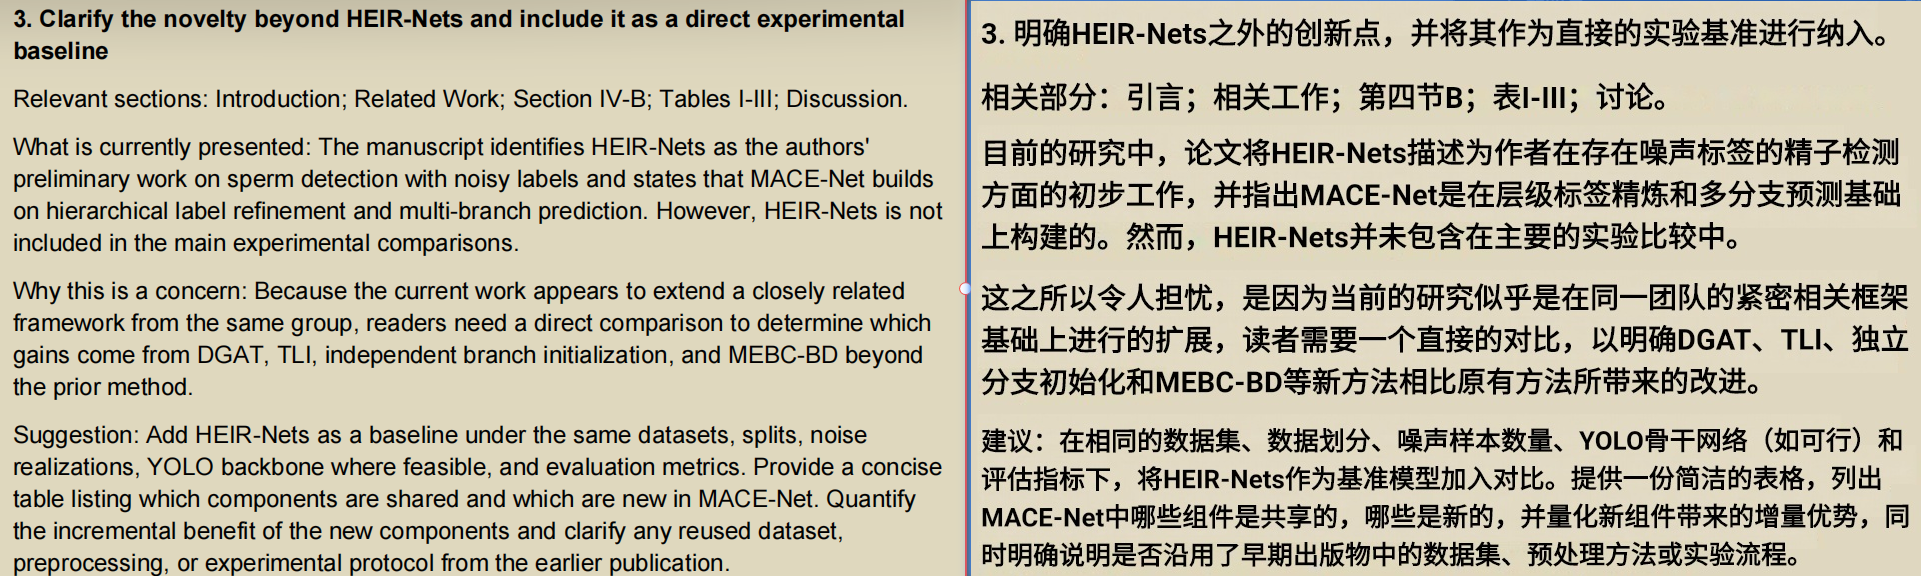 3. Clarify the novelty beyond HEIR-Nets and include it as a direct experimental
baseline
Relevant sections: Introduction; Related Work; Section IV-B; Tables I-III; Discussion.
What is currently presented: The manuscript identifies HEIR-Nets as the authors'
preliminary work on sperm detection with noisy labels and states that MACE-Net builds
on hierarchical label refinement and multi-branch prediction. However, HEIR-Nets is not
included in the main experimental comparisons.
Why this is a concern: Because the current work appears to extend a closely related
framework from the same group, readers need a direct comparison to determine which
gains come from DGAT, TLI, independent branch initialization, and MEBC-BD beyond
the prior method.
Suggestion: Add HEIR-Nets as a baseline under the same datasets, splits, noise
realizations, YOLO backbone where feasible, and evaluation metrics. Provide a concise
table listing which components are shared and which are new in MACE-Net. Quantify
the incremental benefit of the new components and clarify any reused dataset,
preprocessing, or experimental protocol from the earlier publication.
3. 明确HEIR-Nets之外的创新点，并将其作为直接的实验基准进行纳入。
相关部分：引言；相关工作；第四节B；表I-III；讨论。
目前的研究中，论文将HEIR-Nets描述为作者在存在噪声标签的精子检测
方面的初步工作，并指出MACE-Net是在层级标签精炼和多分支预测基础
上构建的。然而，HEIR-Nets并未包含在主要的实验比较中。
这之所以令人担忧，是因为当前的研究似乎是在同一团队的紧密相关框架
基础上进行的扩展，读者需要一个直接的对比，以明确DGAT、TLI、独立
分支初始化和MEBC-BD等新方法相比原有方法所带来的改进。
建议：在相同的数据集、数据划分、噪声样本数量、YOLO骨干网络（如可行）和
评估指标下，将HEIR-Nets作为基准模型加入对比。提供一份简洁的表格，列出
MACE-Net中哪些组件是共享的，哪些是新的，并量化新组件带来的增量优势，同
时明确说明是否沿用了早期出版物中的数据集、预处理方法或实验流程。